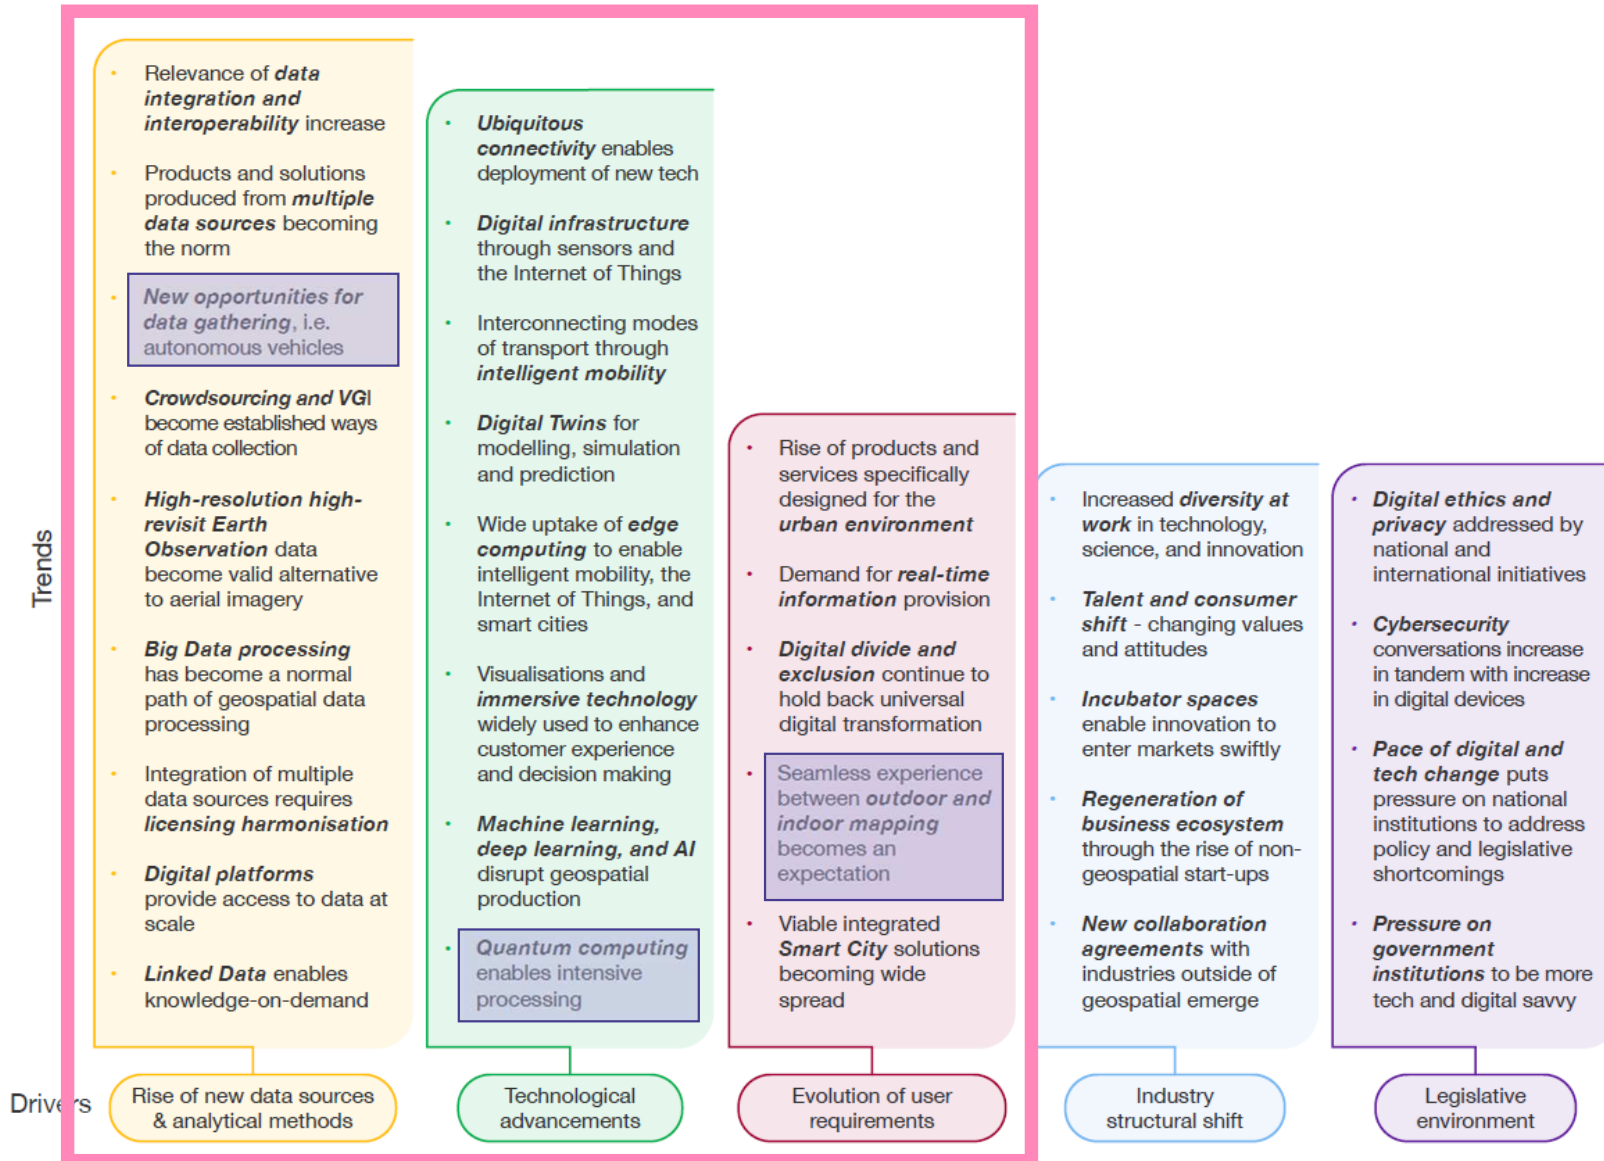 Trends
Relevance of data
integration and
interoperability increase
Products and solutions
produced from multiple
data sources becoming
the norm
New opportunities for
data gathering, i.e.
autonomous vehicles
Crowdsourcing and VGI
become established ways
of data collection
High-resolution high-
revisit Earth
Observation data
become valid alternative
to aerial imagery
Big Data processing
has become a normal
path of geospatial data
processing
Integration of multiple
data sources requires
licensing harmonisation
Digital platforms
provide access to data at
scale
Linked Data enables
knowledge-on-demand
Ubiquitous
connectivity enables
deployment of new tech
Digital infrastructure
through sensors and
the Internet of Things
Interconnecting modes
of transport through
intelligent mobility
Digital Twins for
modelling, simulation
and prediction
Wide uptake of edge
computing to enable
intelligent mobility, the
Internet of Things, and
smart cities
Visualisations and
immersive technology
widely used to enhance
customer experience
and decision making
Machine learning,
deep learning, and AI
disrupt geospatial
production
Quantum computing
enables intensive
processing
Rise of products and
services specifically
designed for the
urban environment
Demand for real-time
information provision
Digital divide and
exclusion continue to
hold back universal
digital transformation
Seamless experience
between outdoor and
indoor mapping
becomes an
expectation
Viable integrated
Smart City solutions
becoming wide
spread
Increased diversity at
work in technology,
science, and innovation
Talent and consumer
shift - changing values
and attitudes
Incubator spaces
enable innovation to
enter markets swiftly
Regeneration of
business ecosystem
through the rise of non-
geospatial start-ups
New collaboration
agreements with
industries outside of
geospatial emerge
Digital ethics and
privacy addressed by
national and
international initiatives
Cybersecurity
conversations increase
in tandem with increase
in digital devices
Pace of digital and
tech change puts
pressure on national
institutions to address
policy and legislative
shortcomings
Pressure on
government
institutions to be more
tech and digital savvy
Drivers
Rise of new data sources
& analytical methods
Technological
advancements
Evolution of user
requirements
Industry
structural shift
Legislative
environment